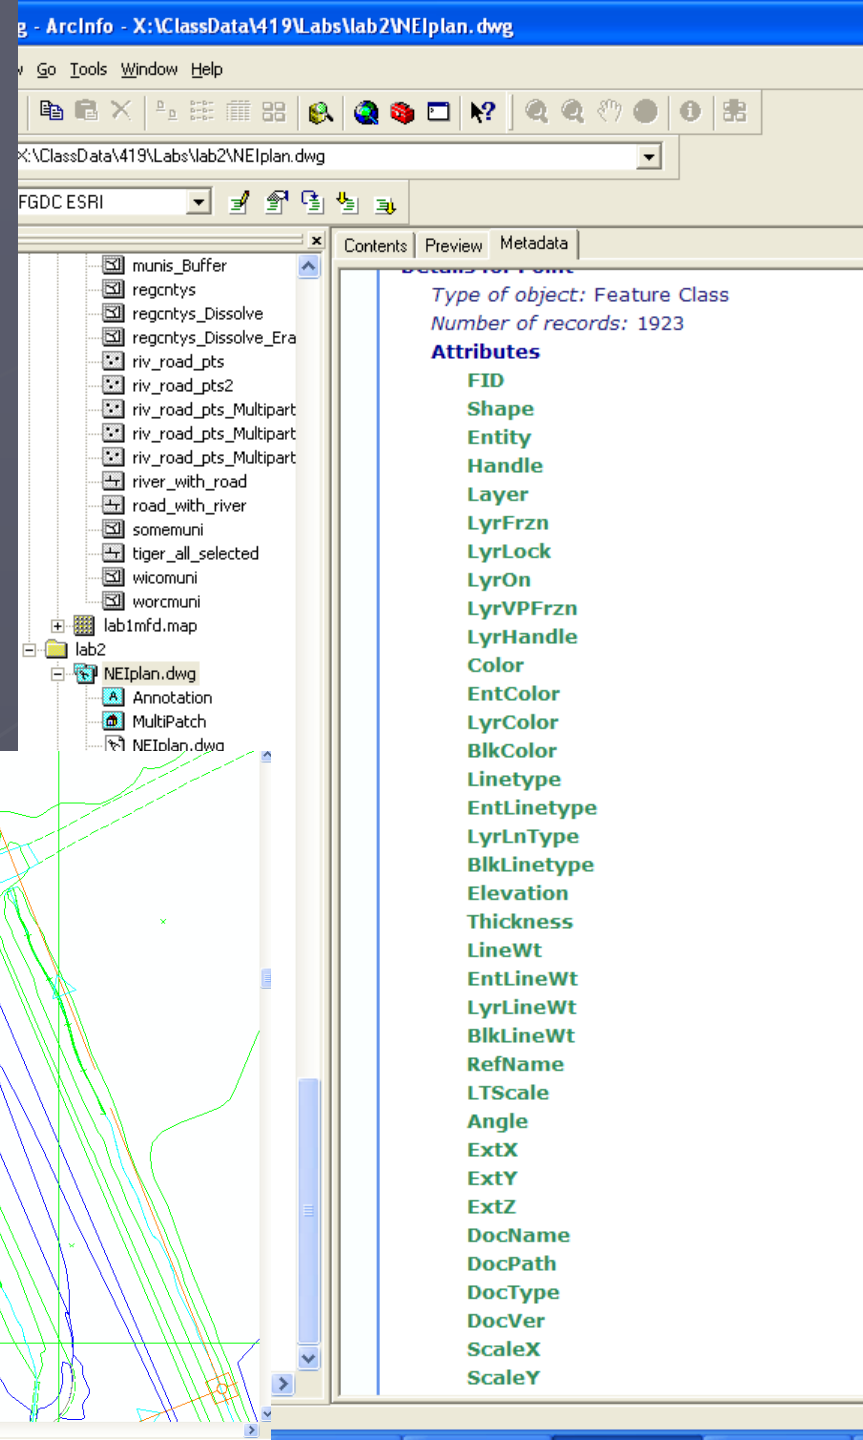 g - ArcInfo - X:\ClassData\419\Labs\lab2\NEIplan.dwg
Go Tools Window Help
X:\ClassData\419\Labs\lab2\NEIplan.dwg
FGDC ESRI
Contents Preview Metadata
munis_Buffer
regcntys
regcntys_Dissolve
regcntys_Dissolve_Era
riv_road_pts
riv_road_pts2
riv_road_pts_Multipart
riv_road_pts_Multipart
riv_road_pts_Multipart
river_with_road
road_with_river
somemuni
tiger_all_selected
wicomuni
worcmuni
lab1mfd.map
lab2
NEIplan.dwg
Annotation
MultiPatch
NEIplan.dwg
Details for Point
Type of object: Feature Class
Number of records: 1923
Attributes
FID
Shape
Entity
Handle
Layer
LyrFrzn
LyrLock
LyrOn
LyrVPFrzn
LyrHandle
Color
EntColor
LyrColor
BlkColor
Linetype
EntLinetype
LyrLnType
BlkLinetype
Elevation
Thickness
LineWt
EntLineWt
LyrLineWt
BlkLineWt
RefName
LTScale
Angle
ExtX
ExtY
ExtZ
DocName
DocPath
DocType
DocVer
ScaleX
ScaleY